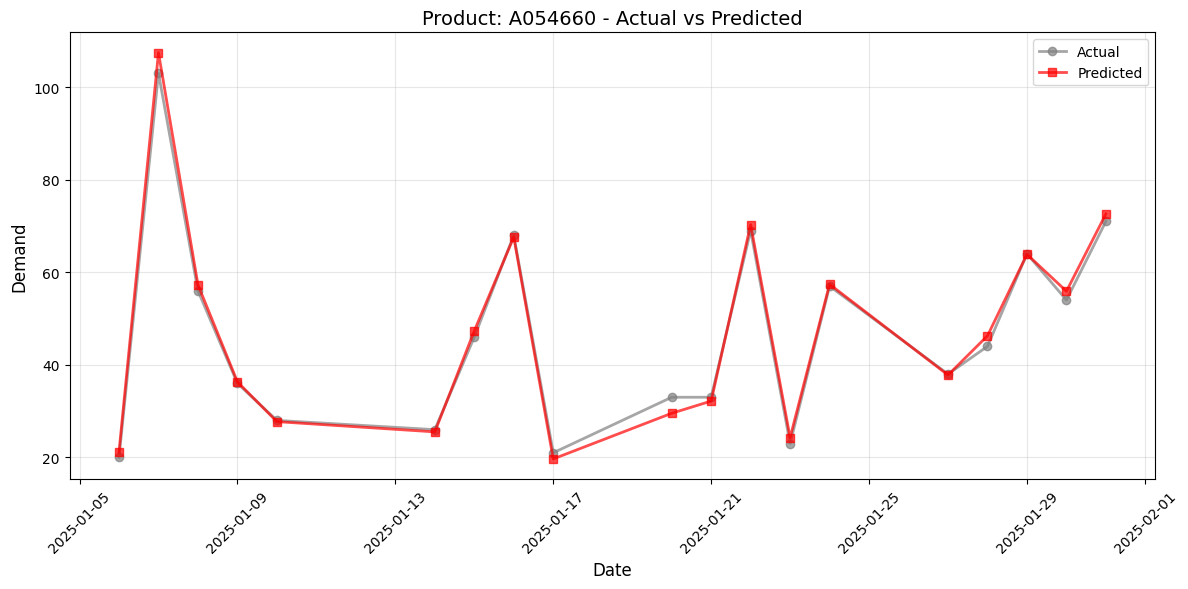 Product: A054660 - Actual vs Predicted
Actual
Predicted
Demand
100
80
60
40
20
2025-01-05
2025-01-09
2025-01-13
2025-01-17
2025-01-21
2025-01-25
2025-01-29
2025-02-01
Date